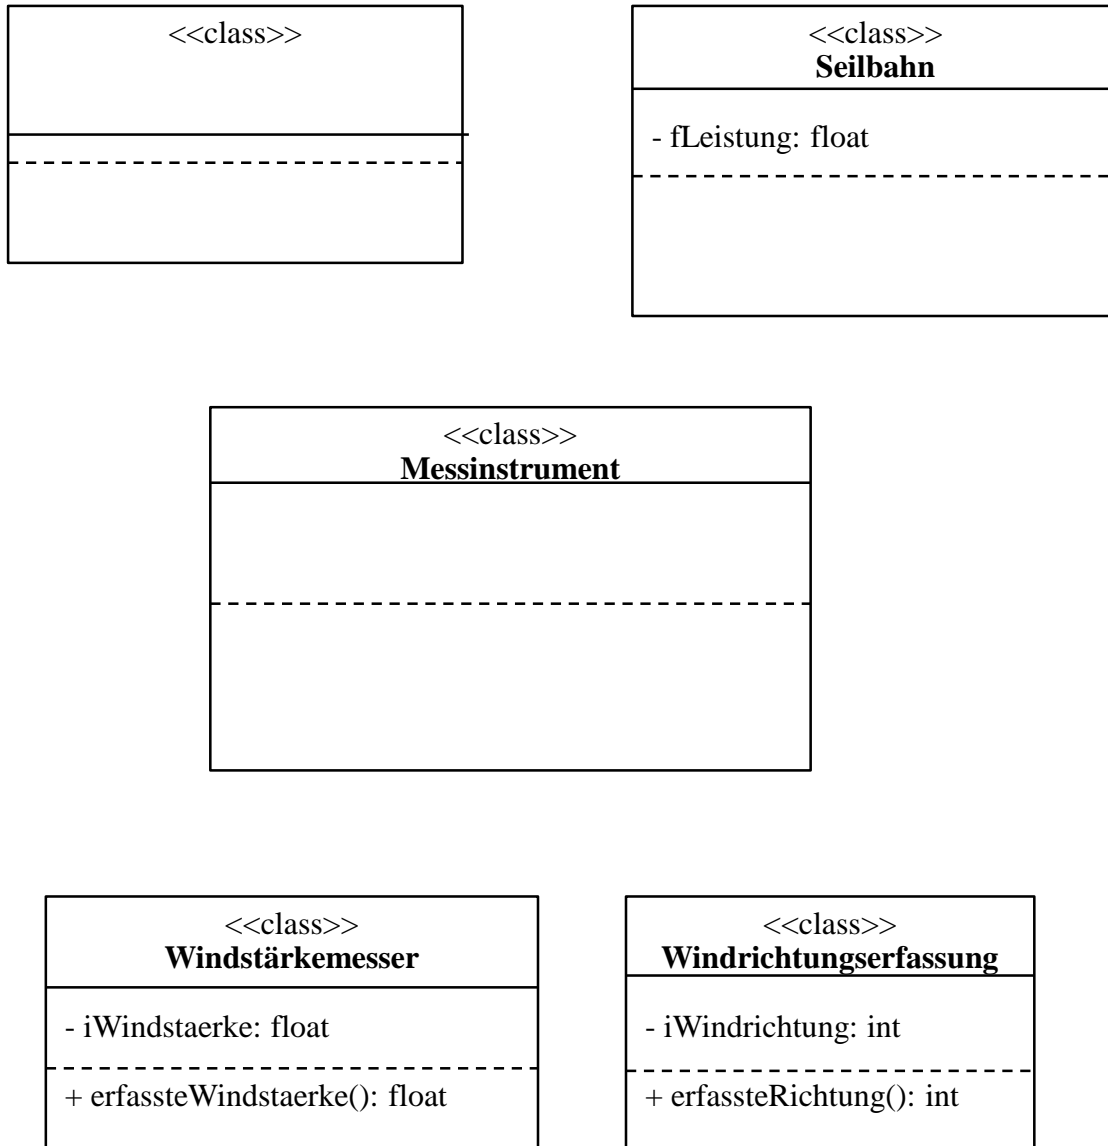 <<class>>
<<class>>
Seilbahn
- fLeistung: float
<<class>>
Messinstrument
<<class>>
Windstärkemesser
- iWindstaerke: float
+ erfassteWindstaerke(): float
<<class>>
Windrichtungserfassung
- iWindrichtung: int
+ erfassteRichtung(): int